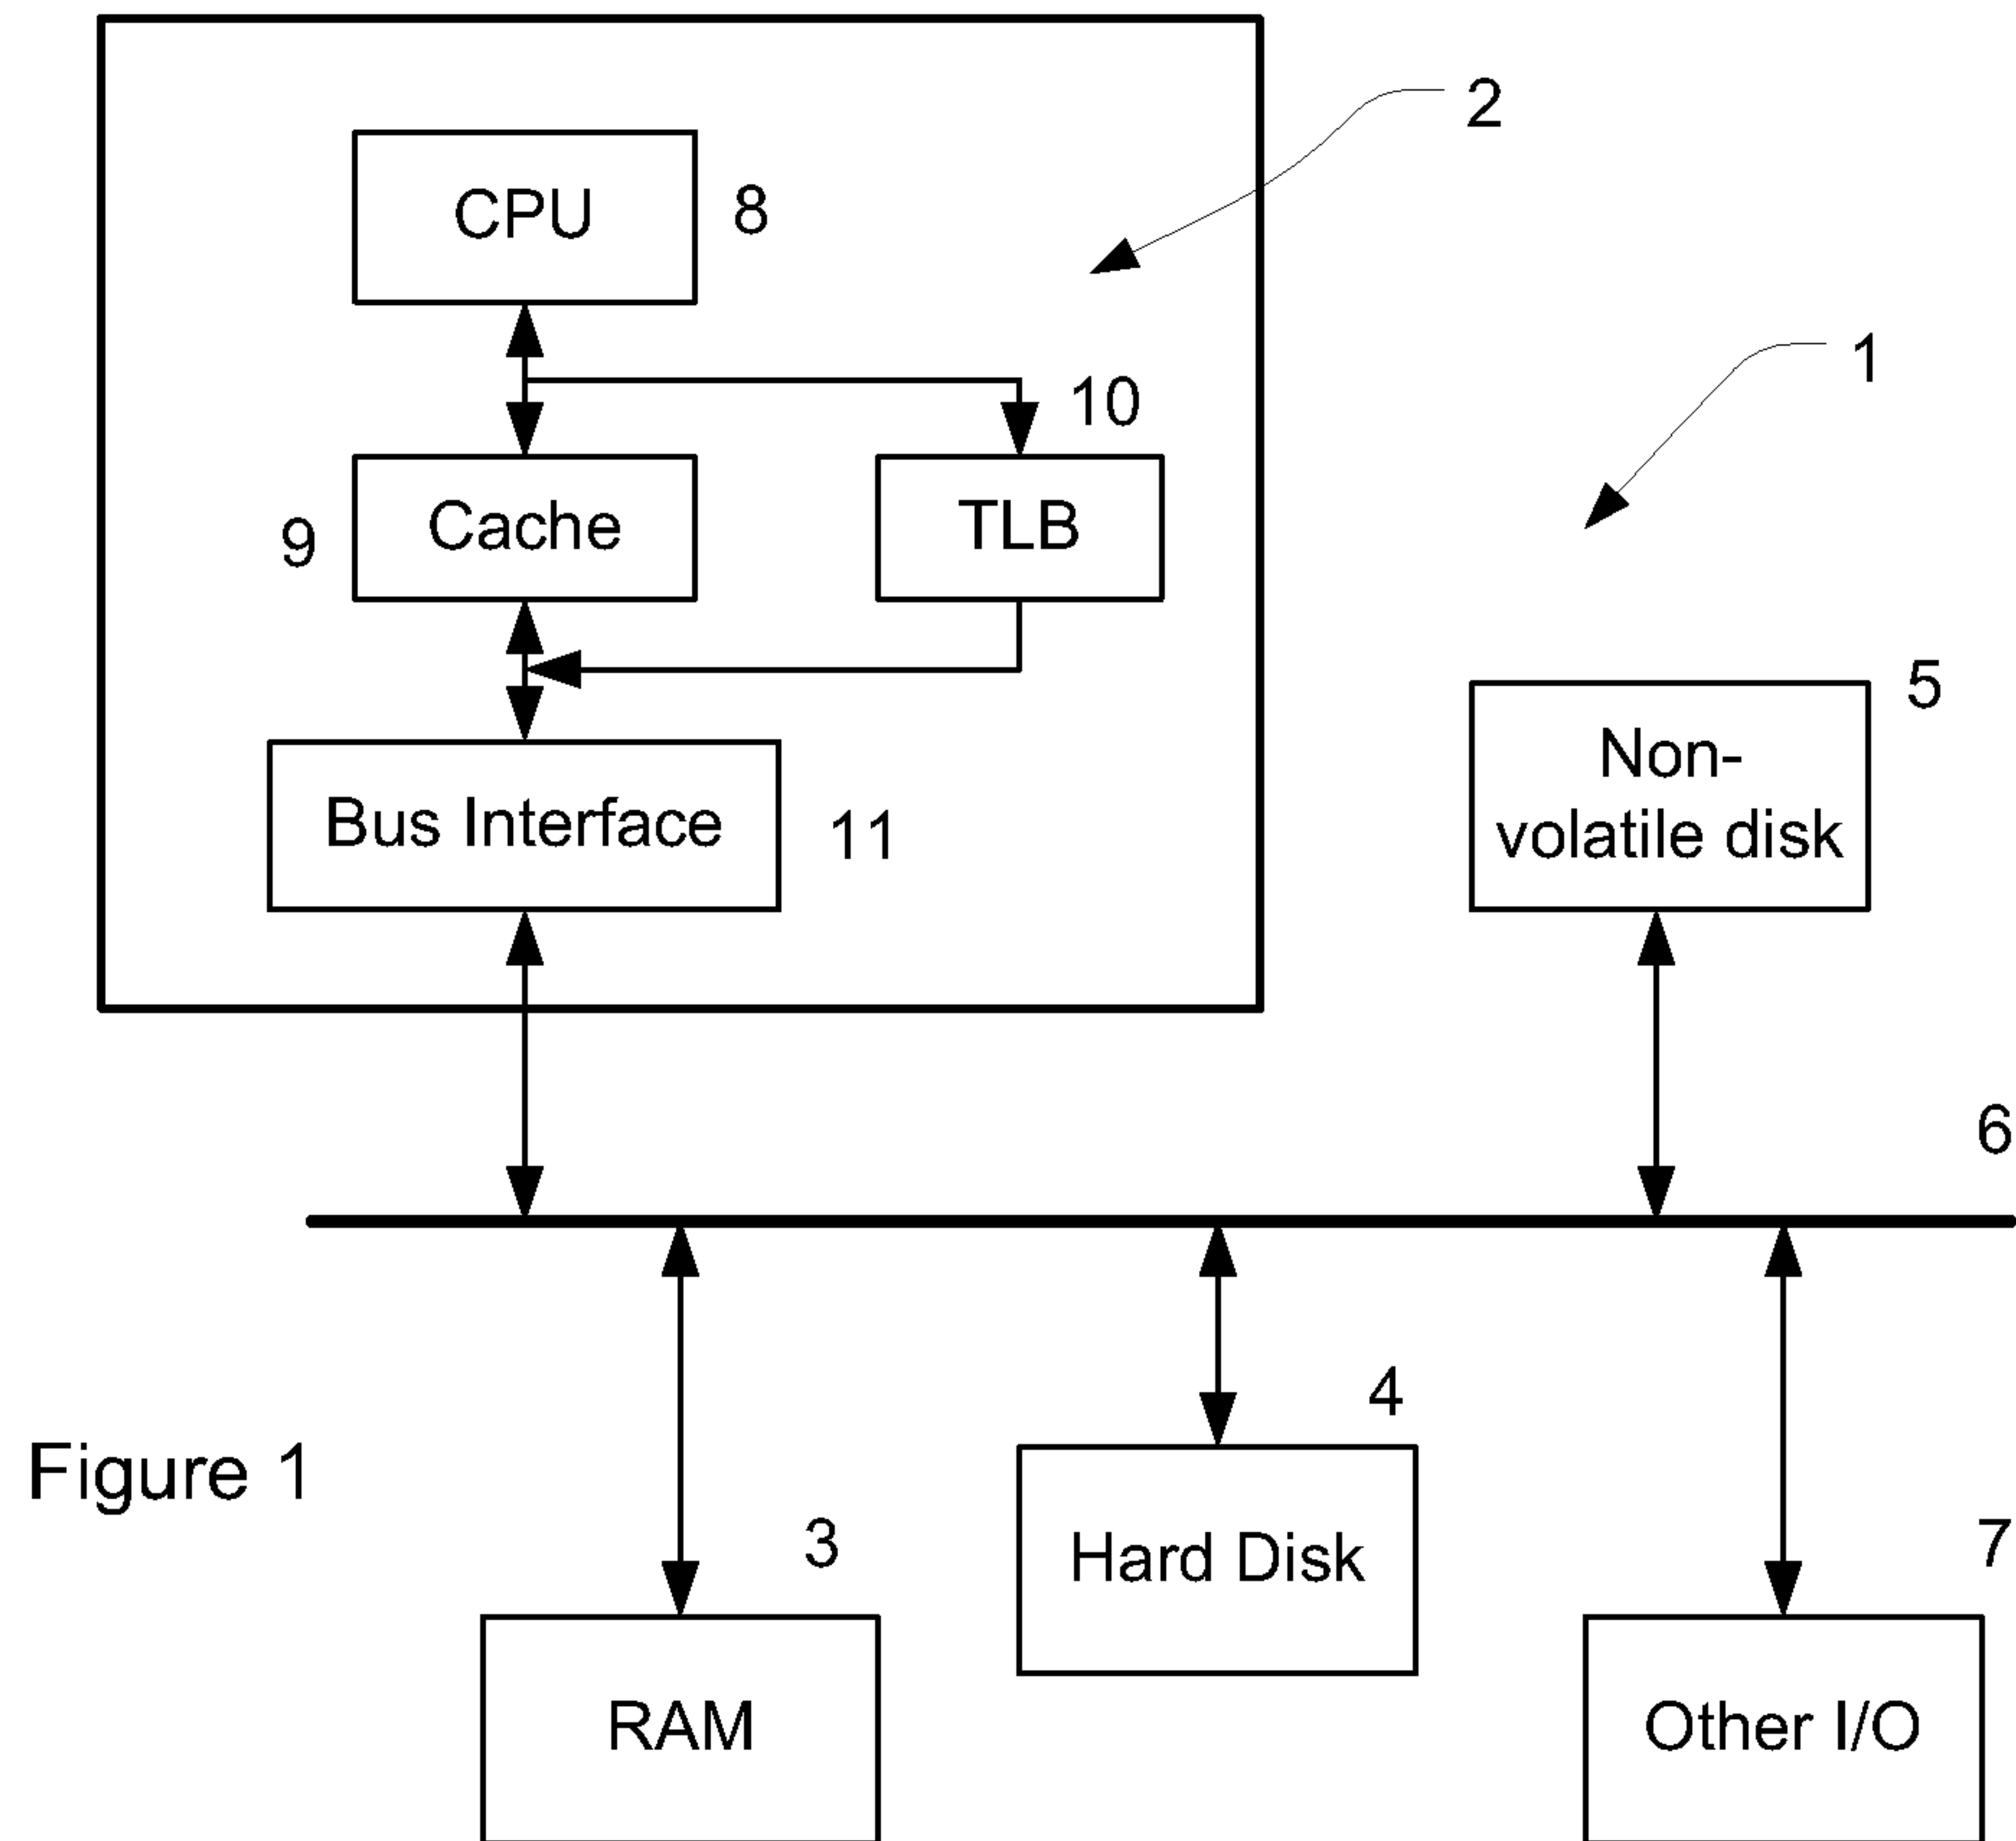 2
CPU
8
1
10
Cache
TLB
9
5
Non-
volatile disk
Bus Interface
11
6
4
Figure 1
3
Hard Disk
7
RAM
Other I/O